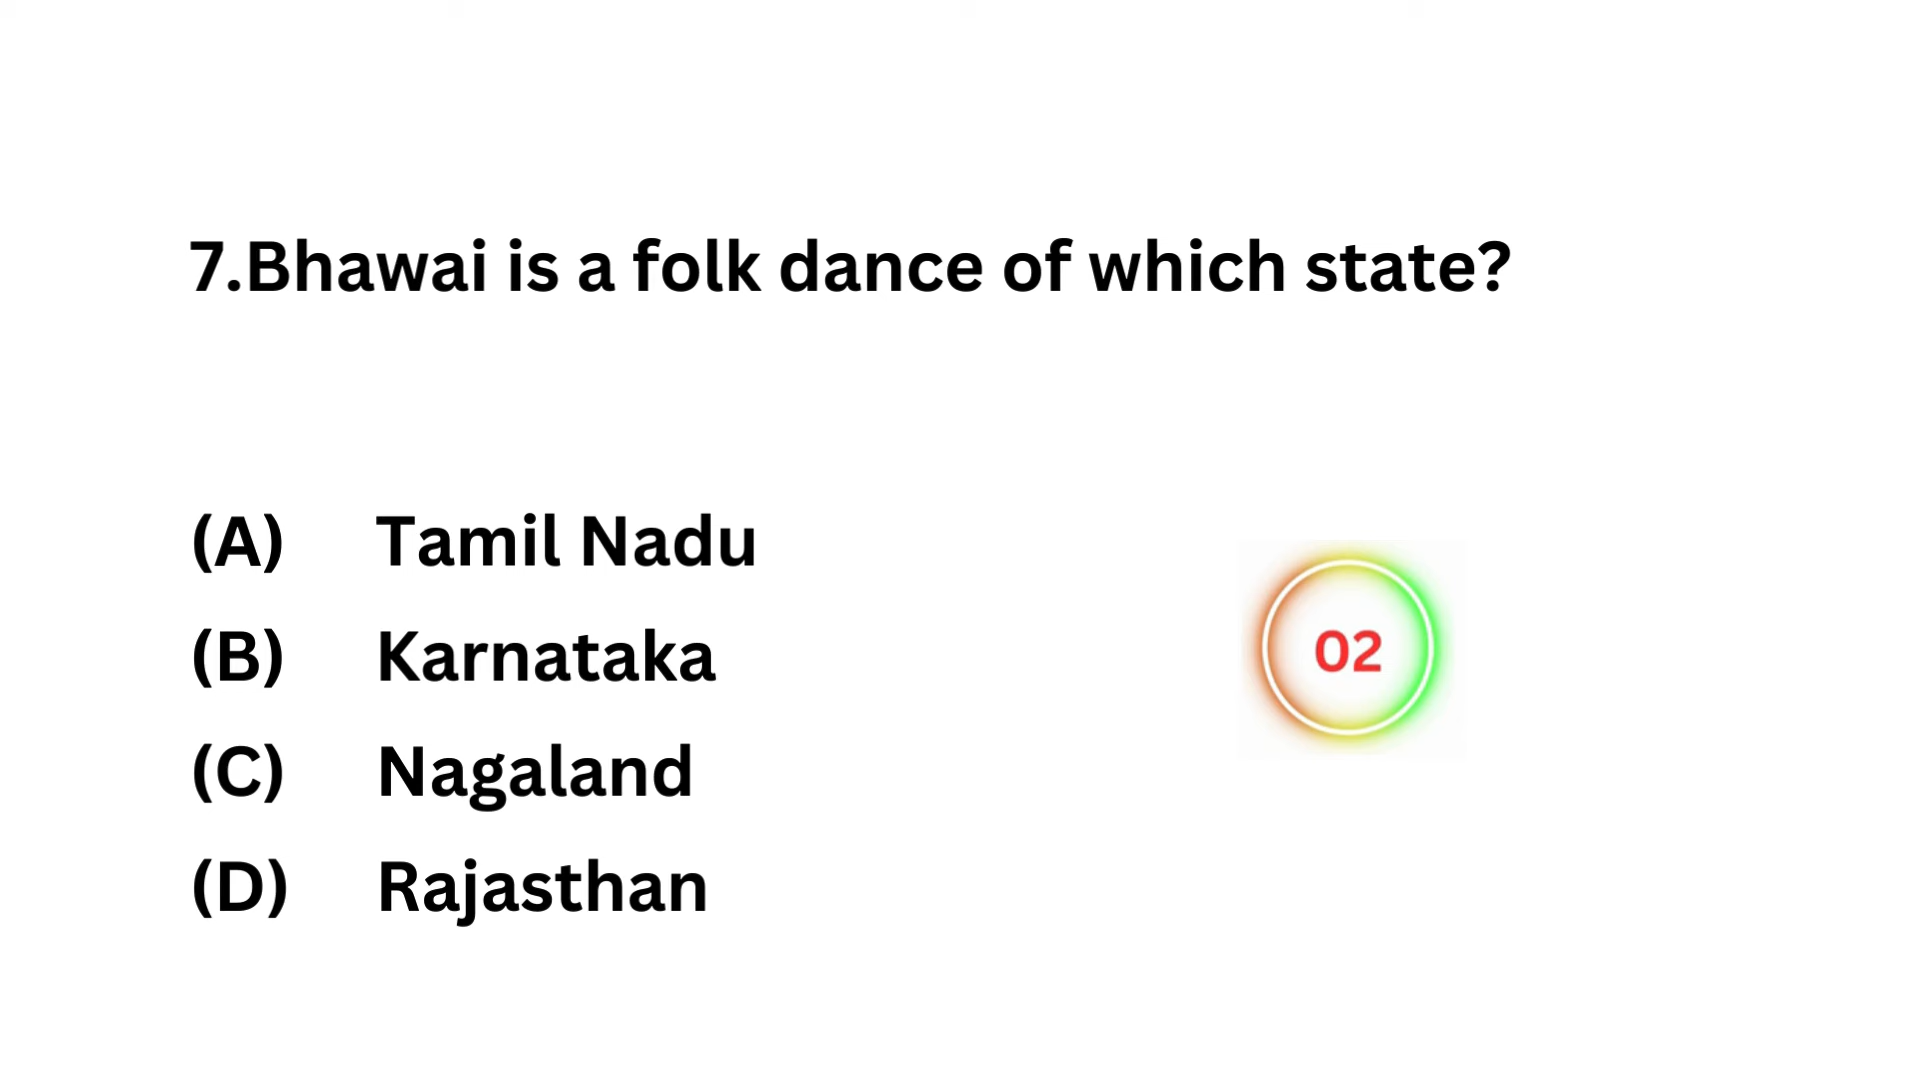 7.Bhawai is a folk dance of which state?
(A) Tamil Nadu
(B) Karnataka
02
(C) Nagaland
(D) Rajasthan